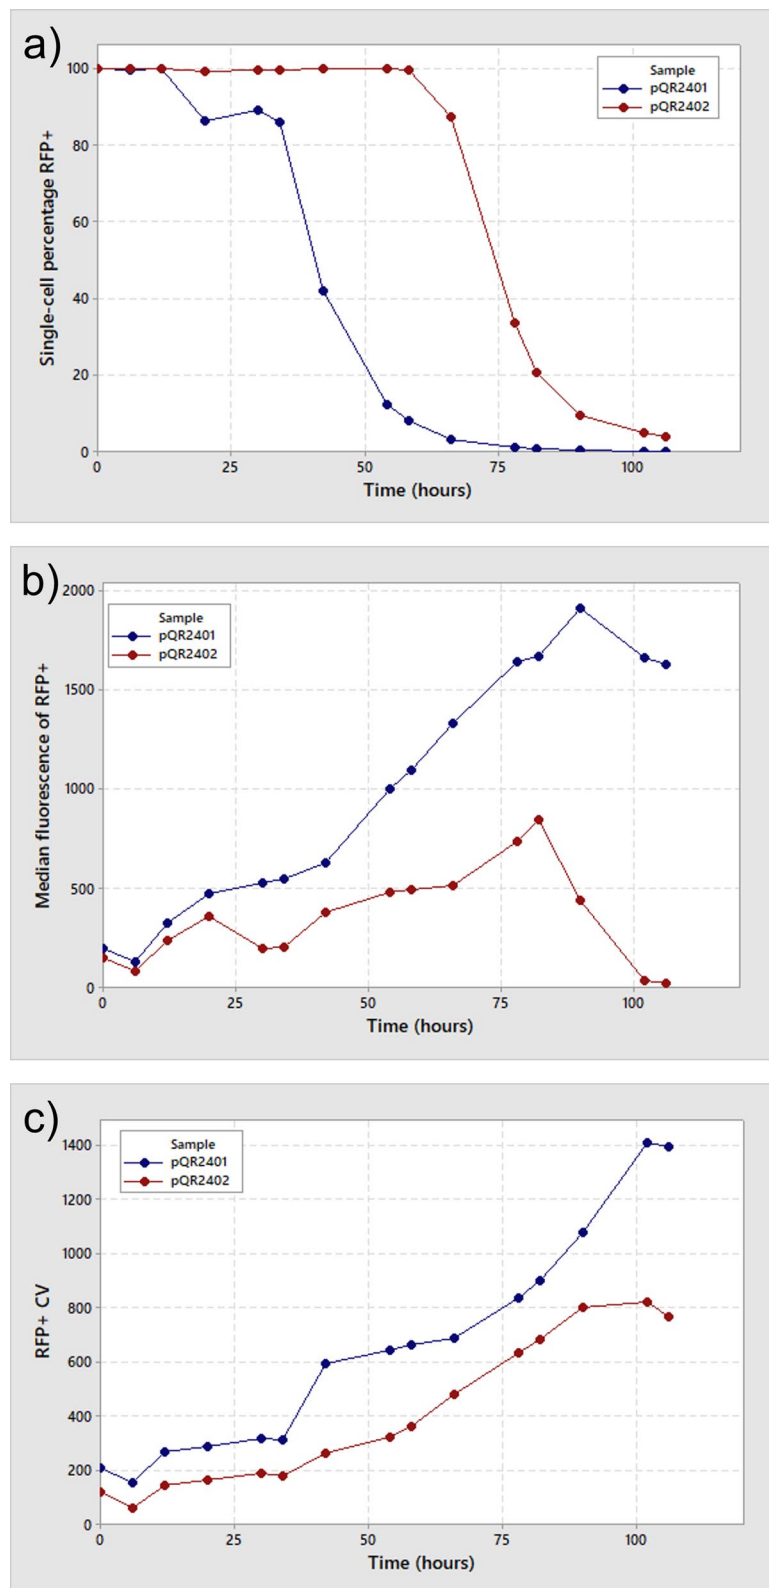 a)
Single-cell percentage RFP+
100
80
60
40
20
0
Sample
pQR2401
pQR2402
0 25 50 75 100
Time (hours)
b)
Median fluorescence of RFP+
2000
1500
1000
500
0
Sample
pQR2401
pQR2402
0 25 50 75 100
Time (hours)
c)
RFP+ CV
1400
1200
1000
800
600
400
200
0
Sample
pQR2401
pQR2402
0 25 50 75 100
Time (hours)